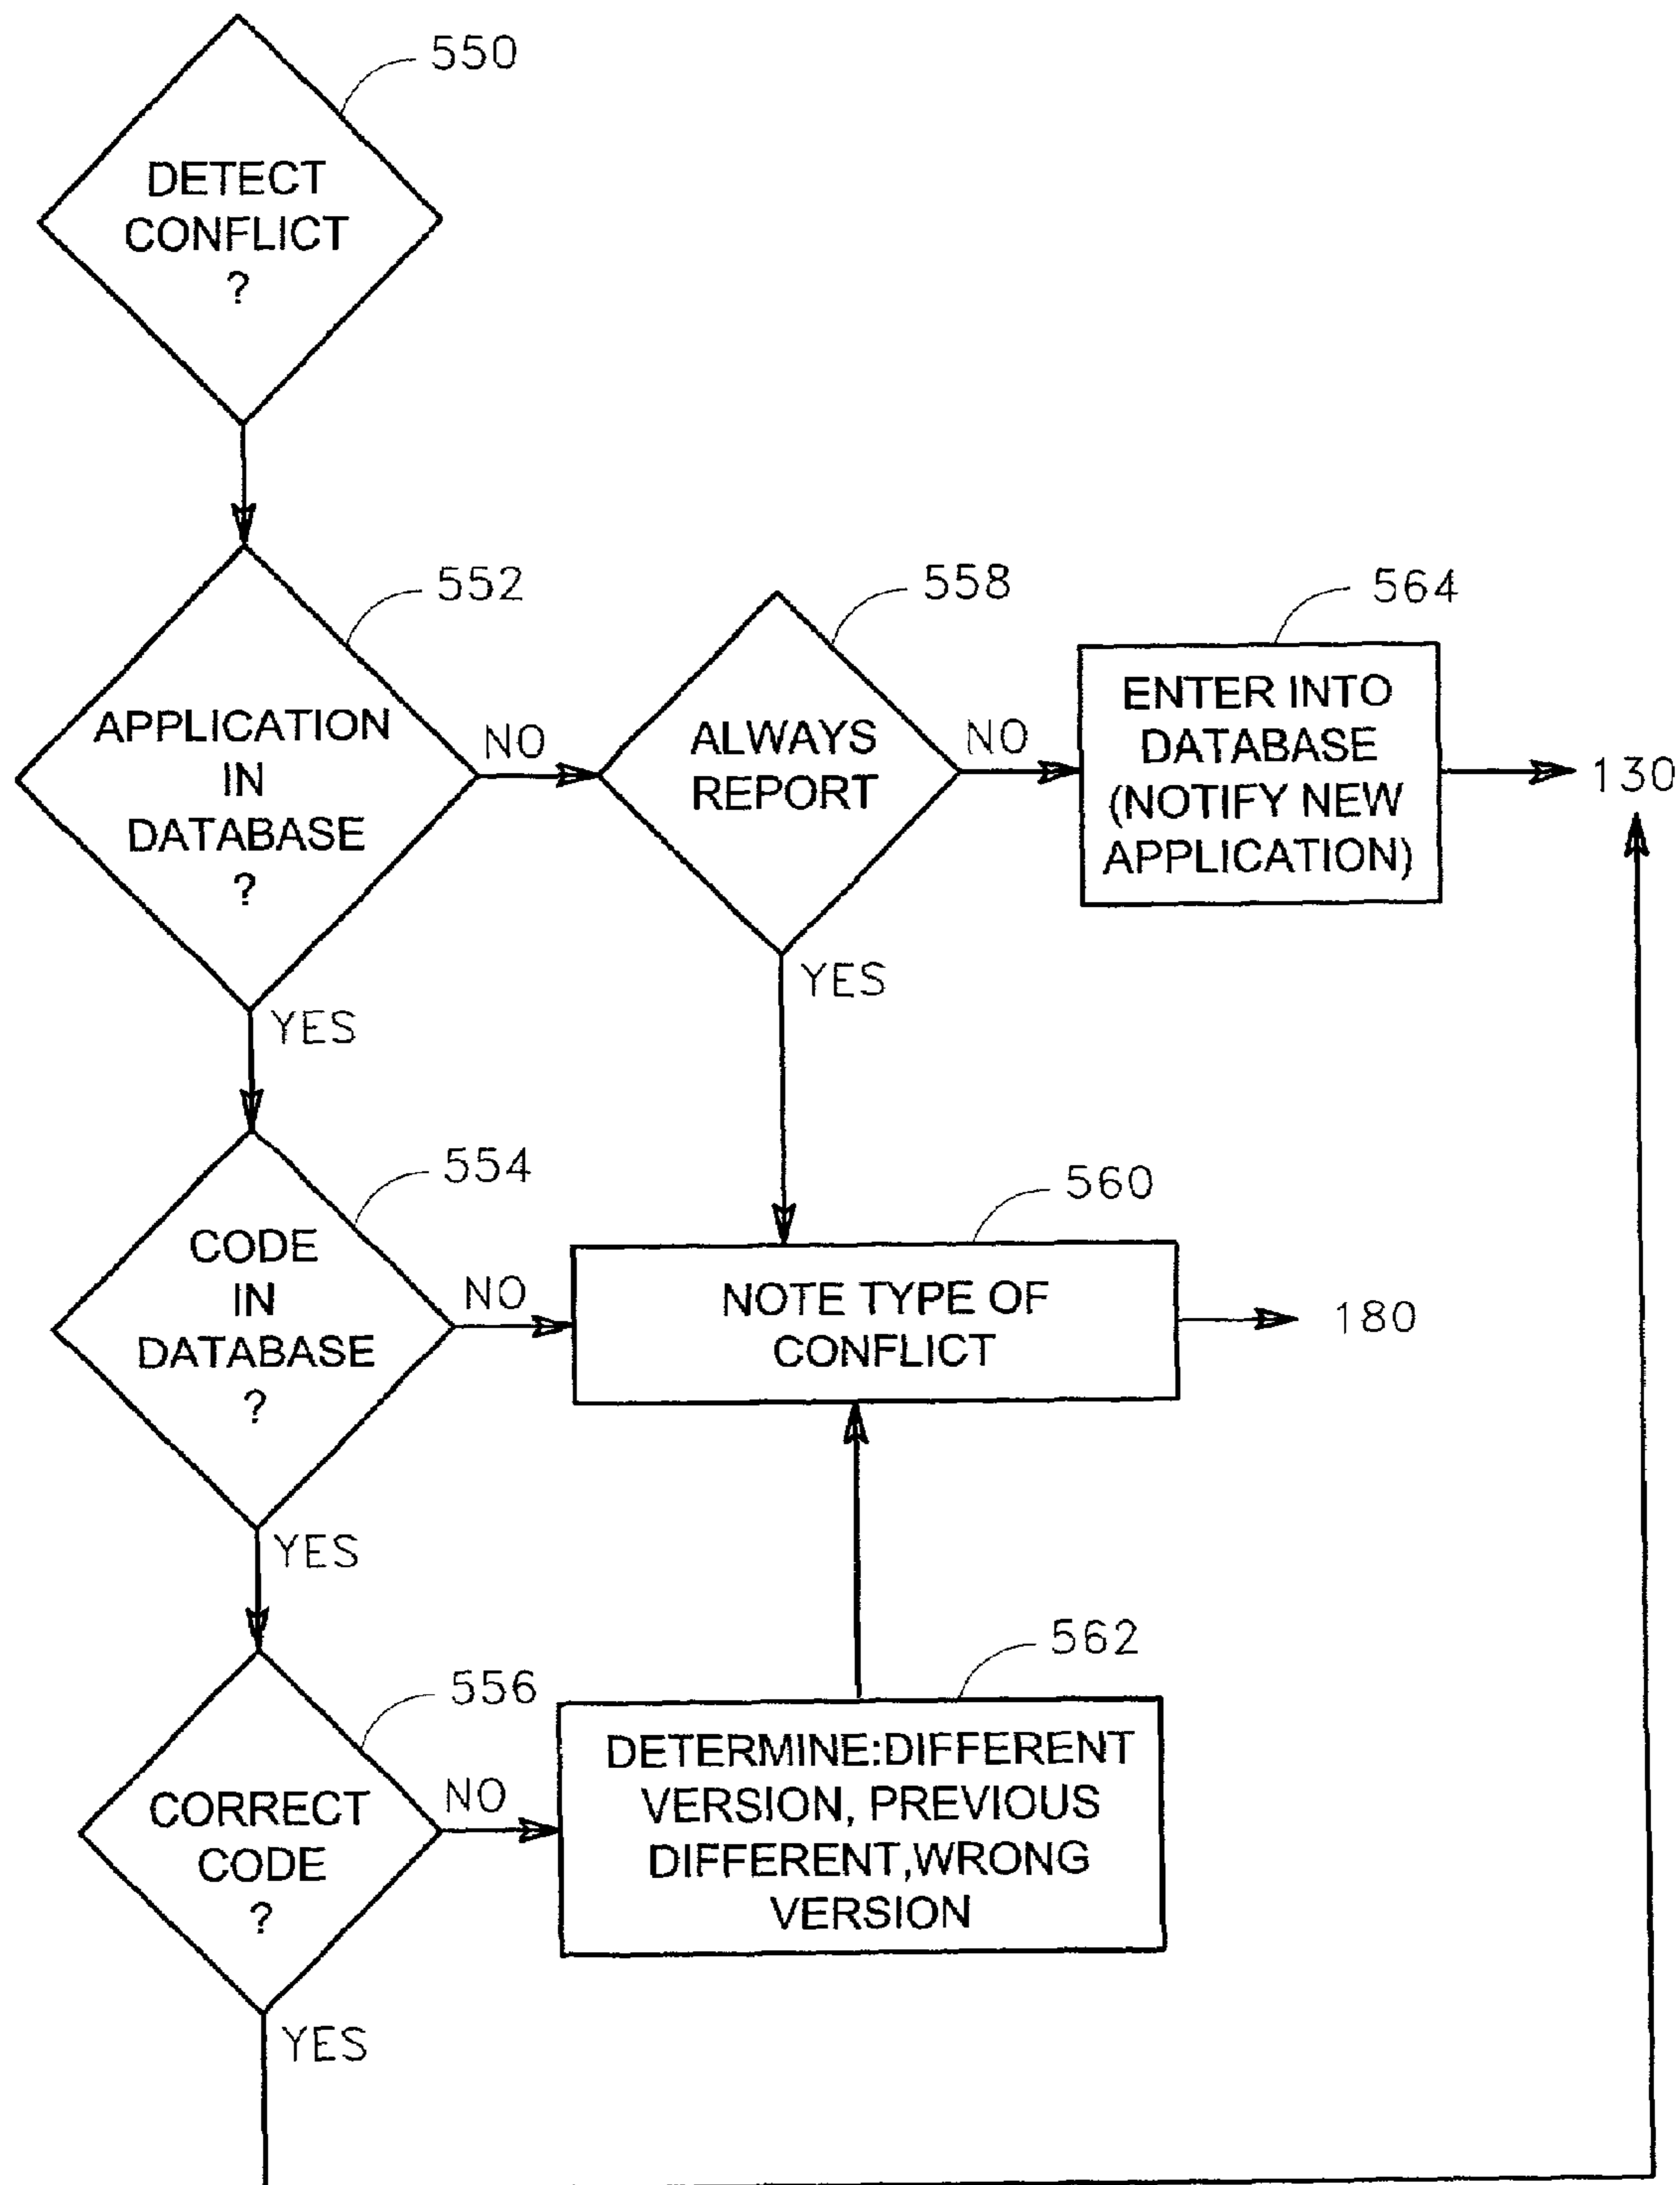 550
DETECT
CONFLICT
?
552
APPLICATION
IN
DATABASE
?
NO
YES
558
ALWAYS
REPORT
NO
YES
564
ENTER INTO
DATABASE
(NOTIFY NEW
APPLICATION)
130
554
CODE
IN
DATABASE
?
NO
YES
560
NOTE TYPE OF
CONFLICT
180
556
CORRECT
CODE
?
NO
YES
562
DETERMINE:DIFFERENT
VERSION, PREVIOUS
DIFFERENT,WRONG
VERSION